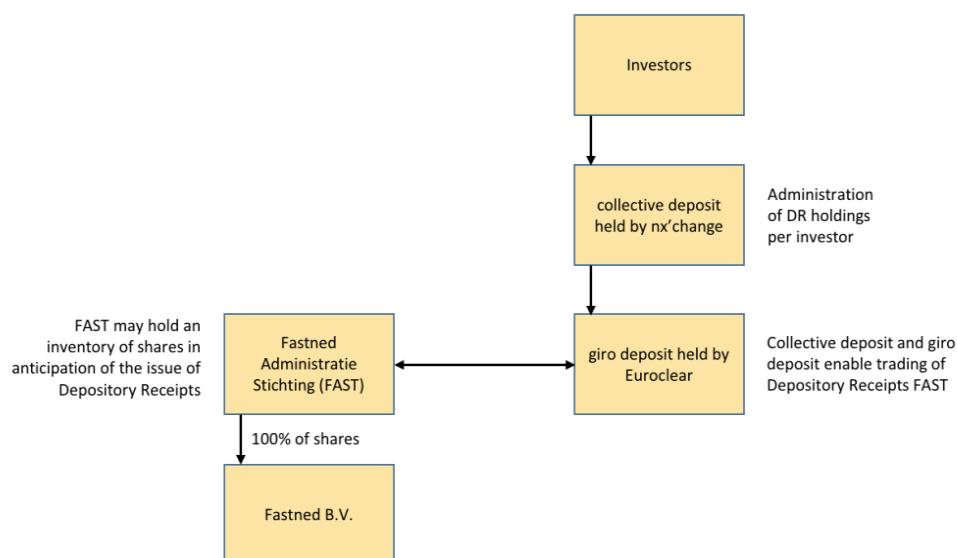 Investors
collective deposit
held by nx’change
Administration
of DR holdings
per investor
FAST may hold an
inventory of shares in
anticipation of the issue of
Depository Receipts
Fastned
Administratie
Stichting (FAST)
giro deposit held by
Euroclear
Collective deposit and giro
deposit enable trading of
Depository Receipts FAST
100% of shares
Fastned B.V.